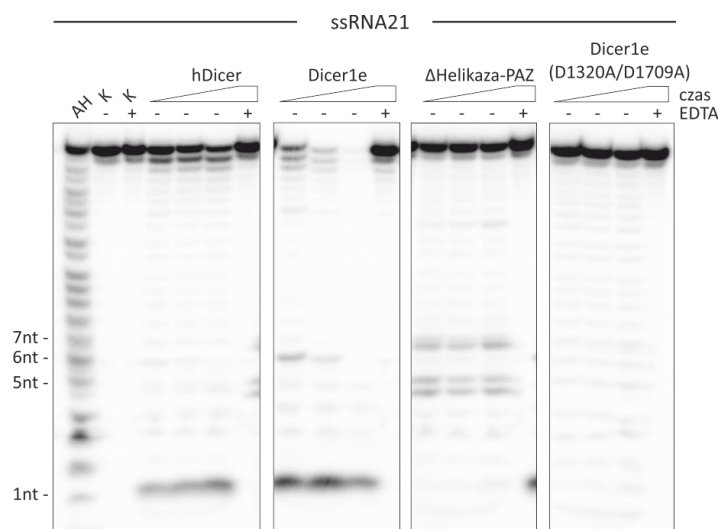 ssRNA21
hDicer
Dicer1e
ΔHelikaza-PAZ
Dicer1e
(D1320A/D1709A)
czas
AH K K - - - + - - - + - - - + - - - + EDTA
- +
7nt -
6nt -
5nt -
1nt -